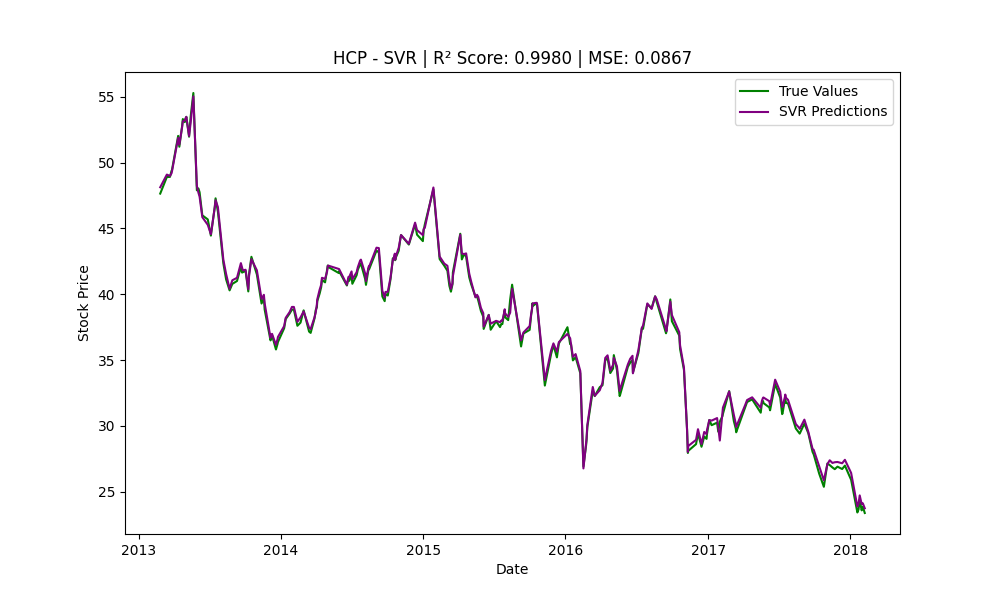 HCP - SVR | R² Score: 0.9980 | MSE: 0.0867
True Values
SVR Predictions
Stock Price
55
50
45
40
35
30
25
2013 2014 2015 2016 2017 2018
Date